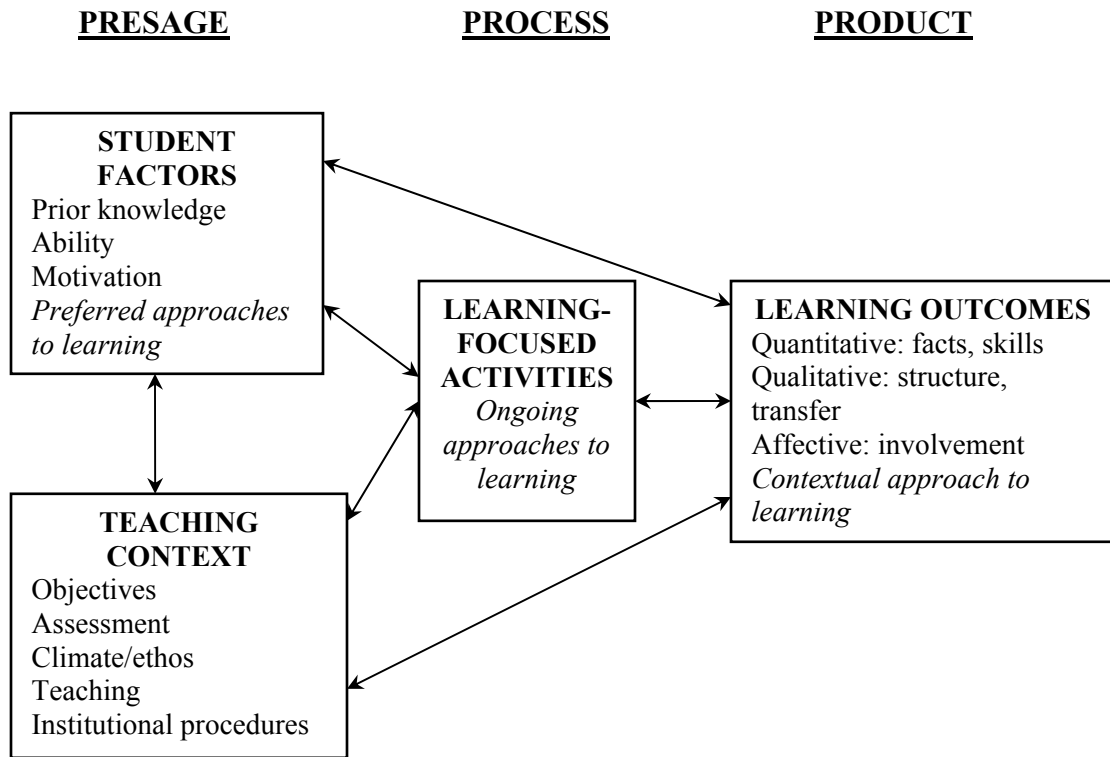 PRESAGE
PROCESS
PRODUCT
STUDENT
FACTORS
Prior knowledge
Ability
Motivation
Preferred approaches
to learning
LEARNING-
FOCUSED
ACTIVITIES
Ongoing
approaches to
learning
LEARNING OUTCOMES
Quantitative: facts, skills
Qualitative: structure,
transfer
Affective: involvement
Contextual approach to
learning
TEACHING
CONTEXT
Objectives
Assessment
Climate/ethos
Teaching
Institutional procedures